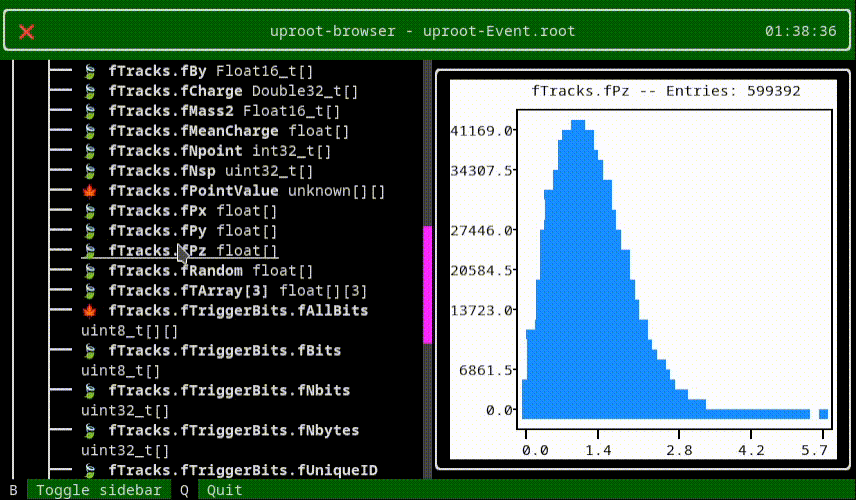 uproot-browser - uproot-Event.root
01:38:36
fTracks.fBy Float16_t[]
fTracks.fCharge Double32_t[]
fTracks.fMass2 Float16_t[]
fTracks.fMeanCharge float[]
fTracks.fNpoint int32_t[]
fTracks.fNsp uint32_t[]
fTracks.fPointValue unknown[][]
fTracks.fPx float[]
fTracks.fPy float[]
fTracks.fPz float[]
fTracks.fRandom float[]
fTracks.fTArray[3] float[][3]
fTracks.fTriggerBits.fAllBits
uint8_t[][]
fTracks.fTriggerBits.fBits
uint8_t[]
fTracks.fTriggerBits.fNbits
uint32_t[]
fTracks.fTriggerBits.fNbytes
uint32_t[]
fTracks.fTriggerBits.fUniqueID
fTracks.fPz -- Entries: 599392
41169.0
34307.5
27446.0
20584.5
13723.0
6861.5
0.0
0.0 1.4 2.8 4.2 5.7
B Toggle sidebar Q Quit